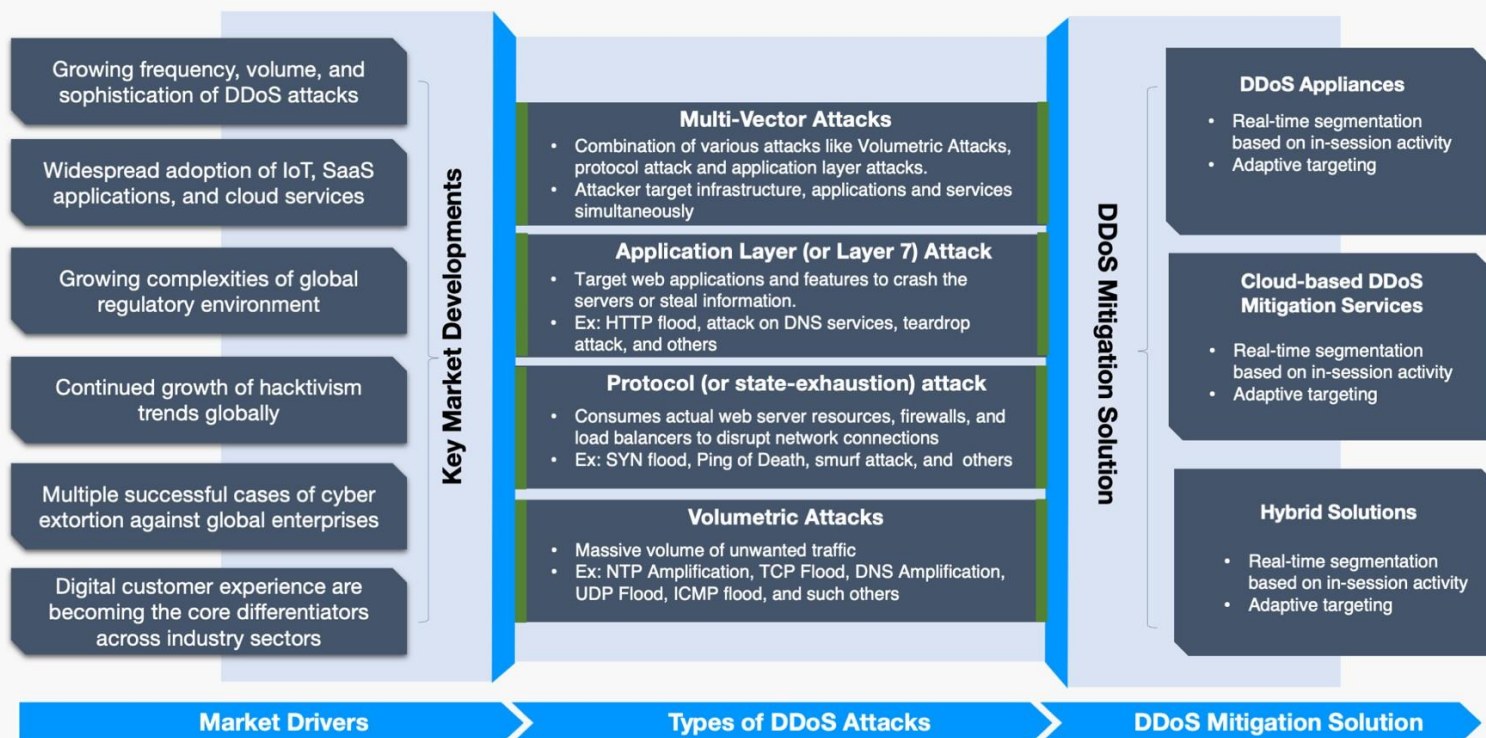 Growing frequency, volume, and
sophistication of DDoS attacks
Widespread adoption of IoT, SaaS
applications, and cloud services
Growing complexities of global
regulatory environment
Continued growth of hacktivism
trends globally
Multiple successful cases of cyber
extortion against global enterprises
Digital customer experience are
becoming the core differentiators
across industry sectors
Key Market Developments
Multi-Vector Attacks
• Combination of various attacks like Volumetric Attacks,
protocol attack and application layer attacks.
• Attacker target infrastructure, applications and services
simultaneously
Application Layer (or Layer 7) Attack
• Target web applications and features to crash the
servers or steal information.
• Ex: HTTP flood, attack on DNS services, teardrop
attack, and others
Protocol (or state-exhaustion) attack
• Consumes actual web server resources, firewalls, and
load balancers to disrupt network connections
• Ex: SYN flood, Ping of Death, smurf attack, and others
Volumetric Attacks
• Massive volume of unwanted traffic
• Ex: NTP Amplification, TCP Flood, DNS Amplification,
UDP Flood, ICMP flood, and such others
DDoS Mitigation Solution
DDoS Appliances
• Real-time segmentation
based on in-session activity
• Adaptive targeting
Cloud-based DDoS
Mitigation Services
• Real-time segmentation
based on in-session activity
• Adaptive targeting
Hybrid Solutions
• Real-time segmentation
based on in-session activity
• Adaptive targeting
Market Drivers
Types of DDoS Attacks
DDoS Mitigation Solution